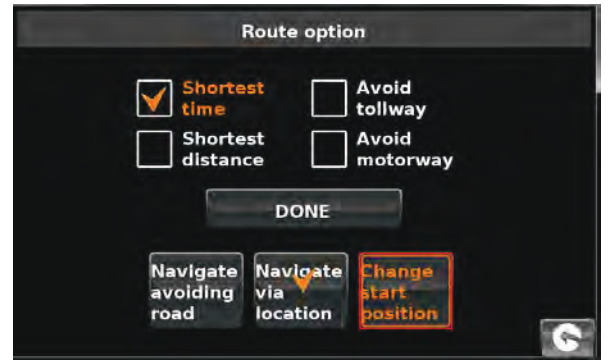 Route option
Shortest
time
Avoid
tollway
Shortest
distance
Avoid
motorway
DONE
Navigate
avoiding
road
Navigate
via
location
Change
start
position